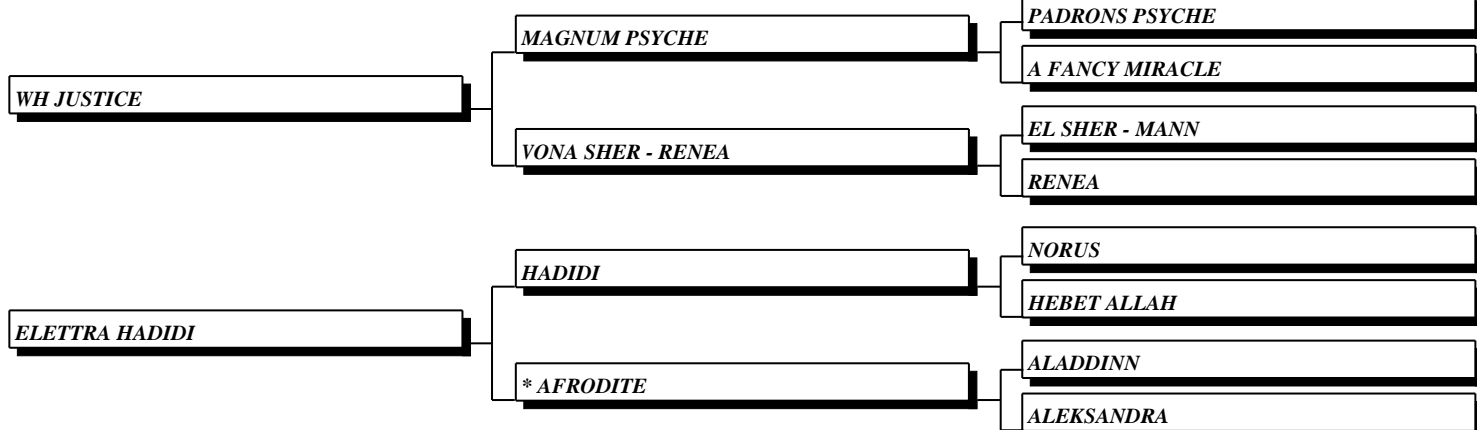 PADRONS PSYCHE
MAGNUM PSYCHE
A FANCY MIRACLE
WH JUSTICE
EL SHER - MANN
VONA SHER - RENEA
RENEA
NORUS
HADIDI
HEBET ALLAH
ELETTRA HADIDI
ALADDINN
* AFRODITE
ALEKSANDRA